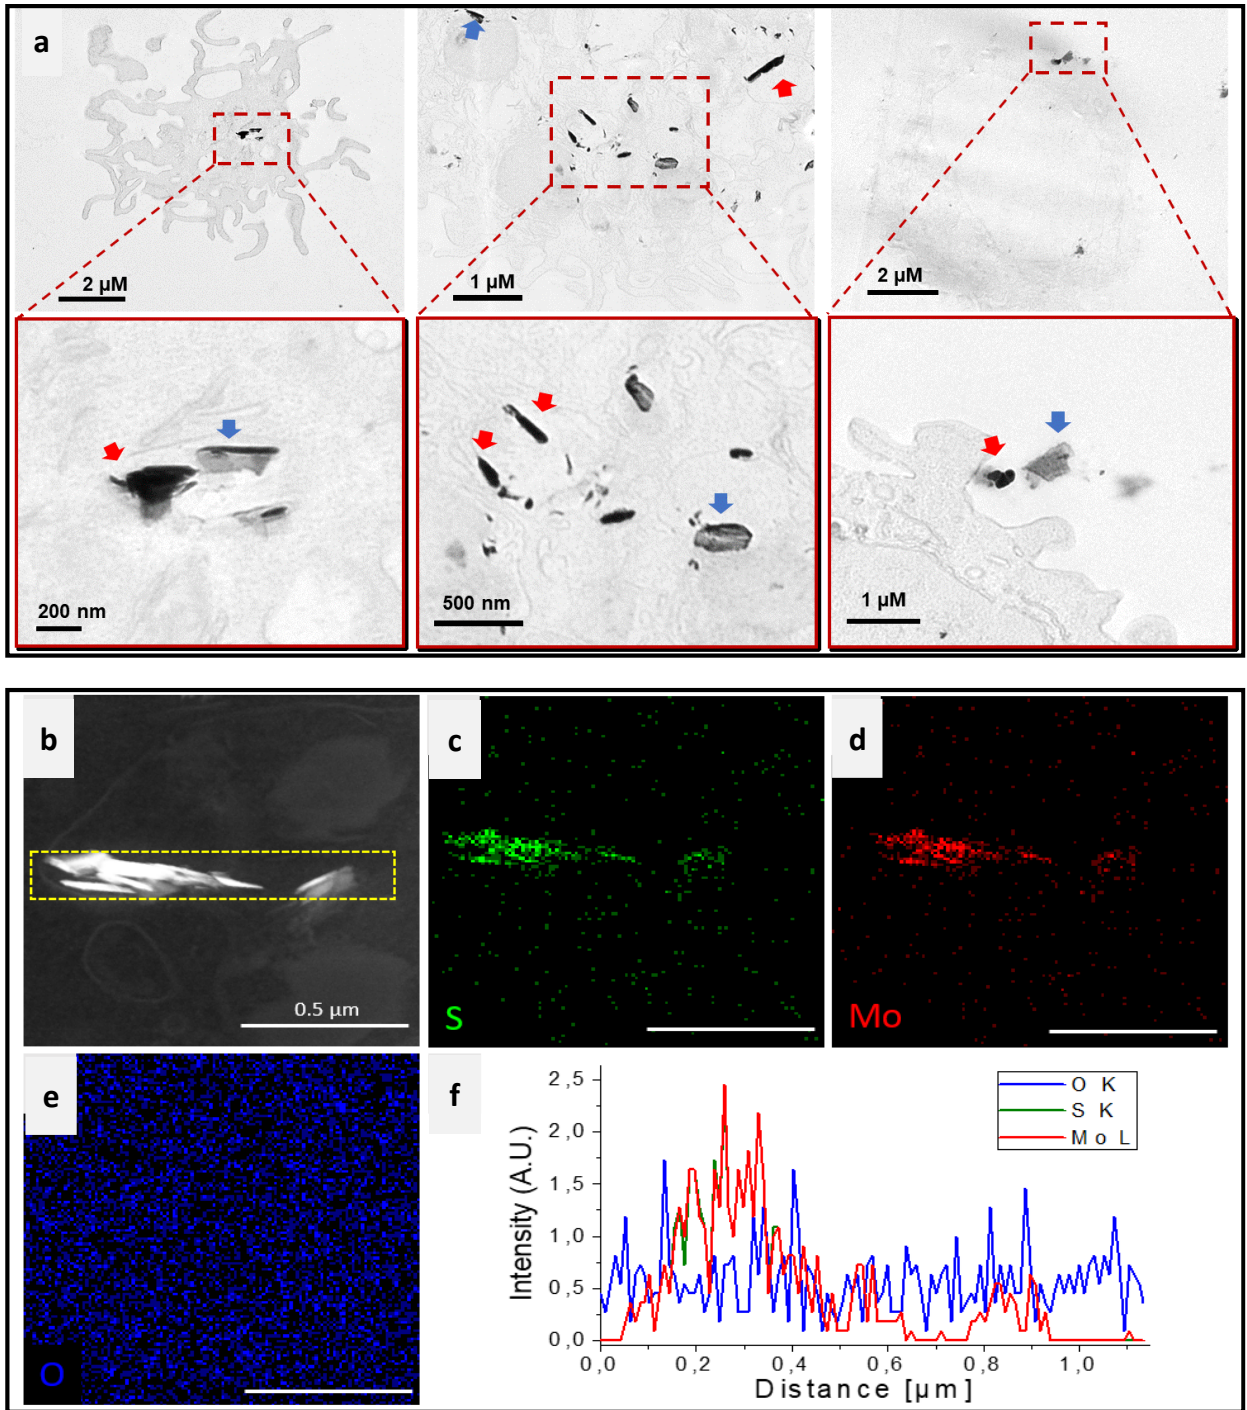 a
2 µM
1 µM
2 µM
200 nm
500 nm
1 µM
b
0.5 µm
c
S
d
Mo
e
O
f
2,5
2,0
1,5
1,0
0,5
0,0
Intensity (A.U.)
O K
S K
Mo L
0,0 0,2 0,4 0,6 0,8 1,0
Distance [µm]